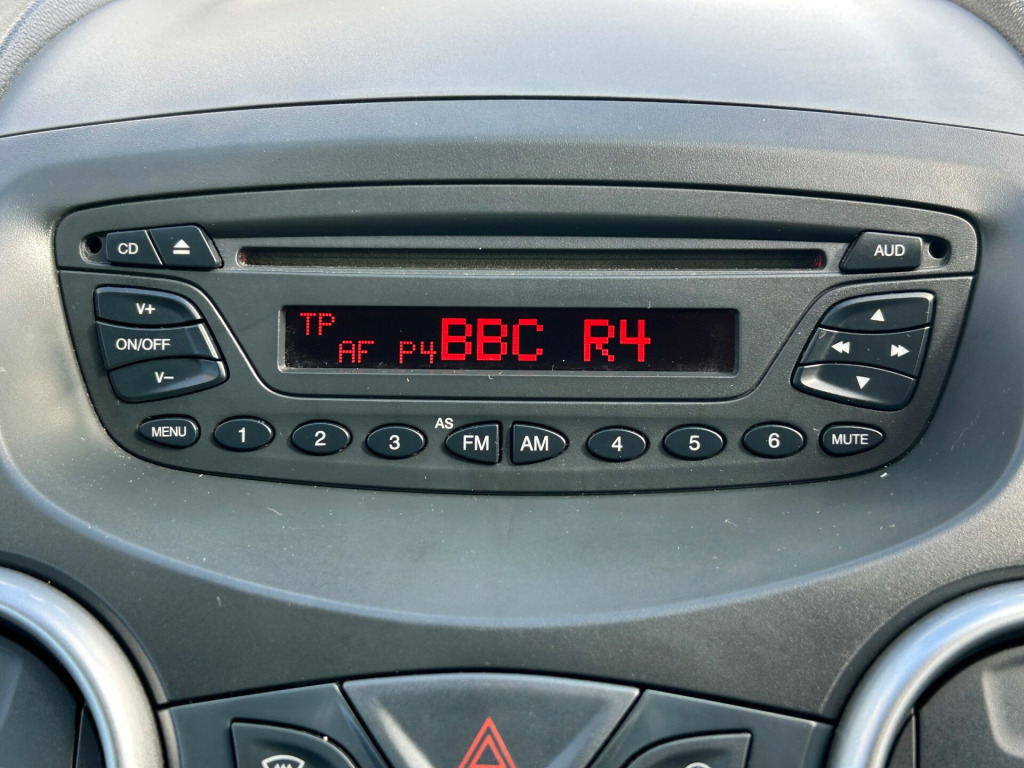 CD
AUD
TP
AF P4 BBC R4
V+
ON/OFF
V−
MENU 1 2 3 AS FM AM 4 5 6 MUTE